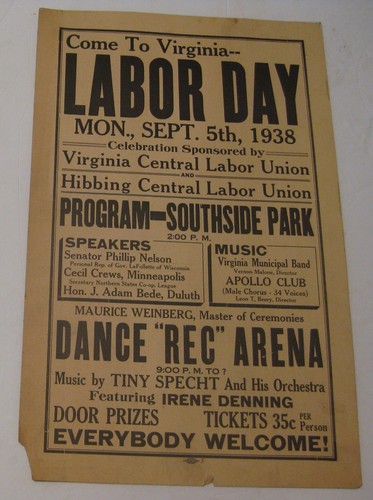 Come To Virginia--
LABOR DAY
MON., SEPT. 5th, 1938
Celebration Sponsored by
Virginia Central Labor Union
AND
Hibbing Central Labor Union
PROGRAM—SOUTHSIDE PARK
2:00 P. M.
SPEAKERS
Senator Phillip Nelson
Personal Rep. of Gov. LaFollette of Wisconsin
Cecil Crews, Minneapolis
Secretary Northern States Co-op. League
Hon. J. Adam Bede, Duluth
MUSIC
Virginia Municipal Band
Vernon Malone, Director
APOLLO CLUB
(Male Chorus - 34 Voices)
Leon T. Beery, Director
MAURICE WEINBERG, Master of Ceremonies
DANCE "REC" ARENA
9:00 P. M. TO ?
Music by TINY SPECHT And His Orchestra
Featuring IRENE DENNING
DOOR PRIZES TICKETS 35c PER Person
EVERYBODY WELCOME!